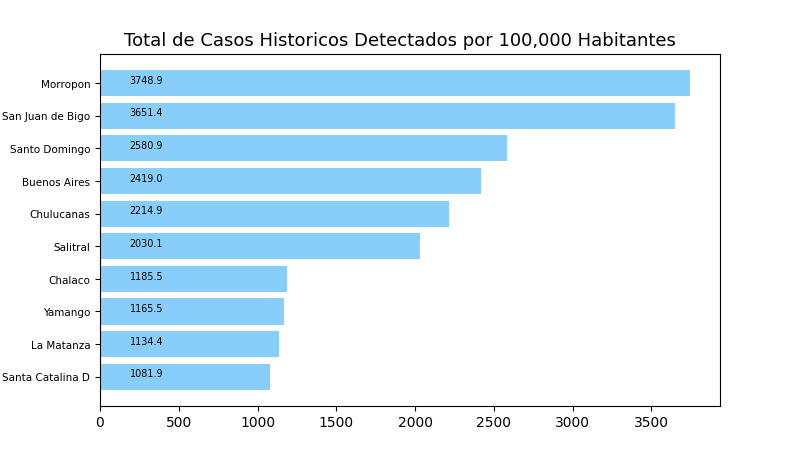 Total de Casos Historicos Detectados por 100,000 Habitantes
Morropon 3748.9
San Juan de Bigo 3651.4
Santo Domingo 2580.9
Buenos Aires 2419.0
Chulucanas 2214.9
Salitral 2030.1
Chalaco 1185.5
Yamango 1165.5
La Matanza 1134.4
Santa Catalina D 1081.9
0 500 1000 1500 2000 2500 3000 3500